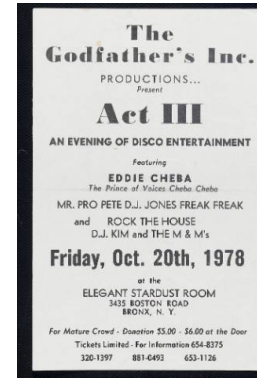 The
Godfather's Inc.
PRODUCTIONS...
Present
Act III
AN EVENING OF DISCO ENTERTAINMENT
Featuring
EDDIE CHEBA
The Prince of Voices Cheba Cheba
MR. PRO PETE D.J. JONES FREAK FREAK
and ROCK THE HOUSE
D.J. KIM and THE M & M's
Friday, Oct. 20th, 1978
at the
ELEGANT STARDUST ROOM
3435 BOSTON ROAD
BRONX, N. Y.
For Mature Crowd - Donation $5.00 - $6.00 at the Door
Tickets Limited - For Information 654-8375
320-1397 881-0493 653-1126